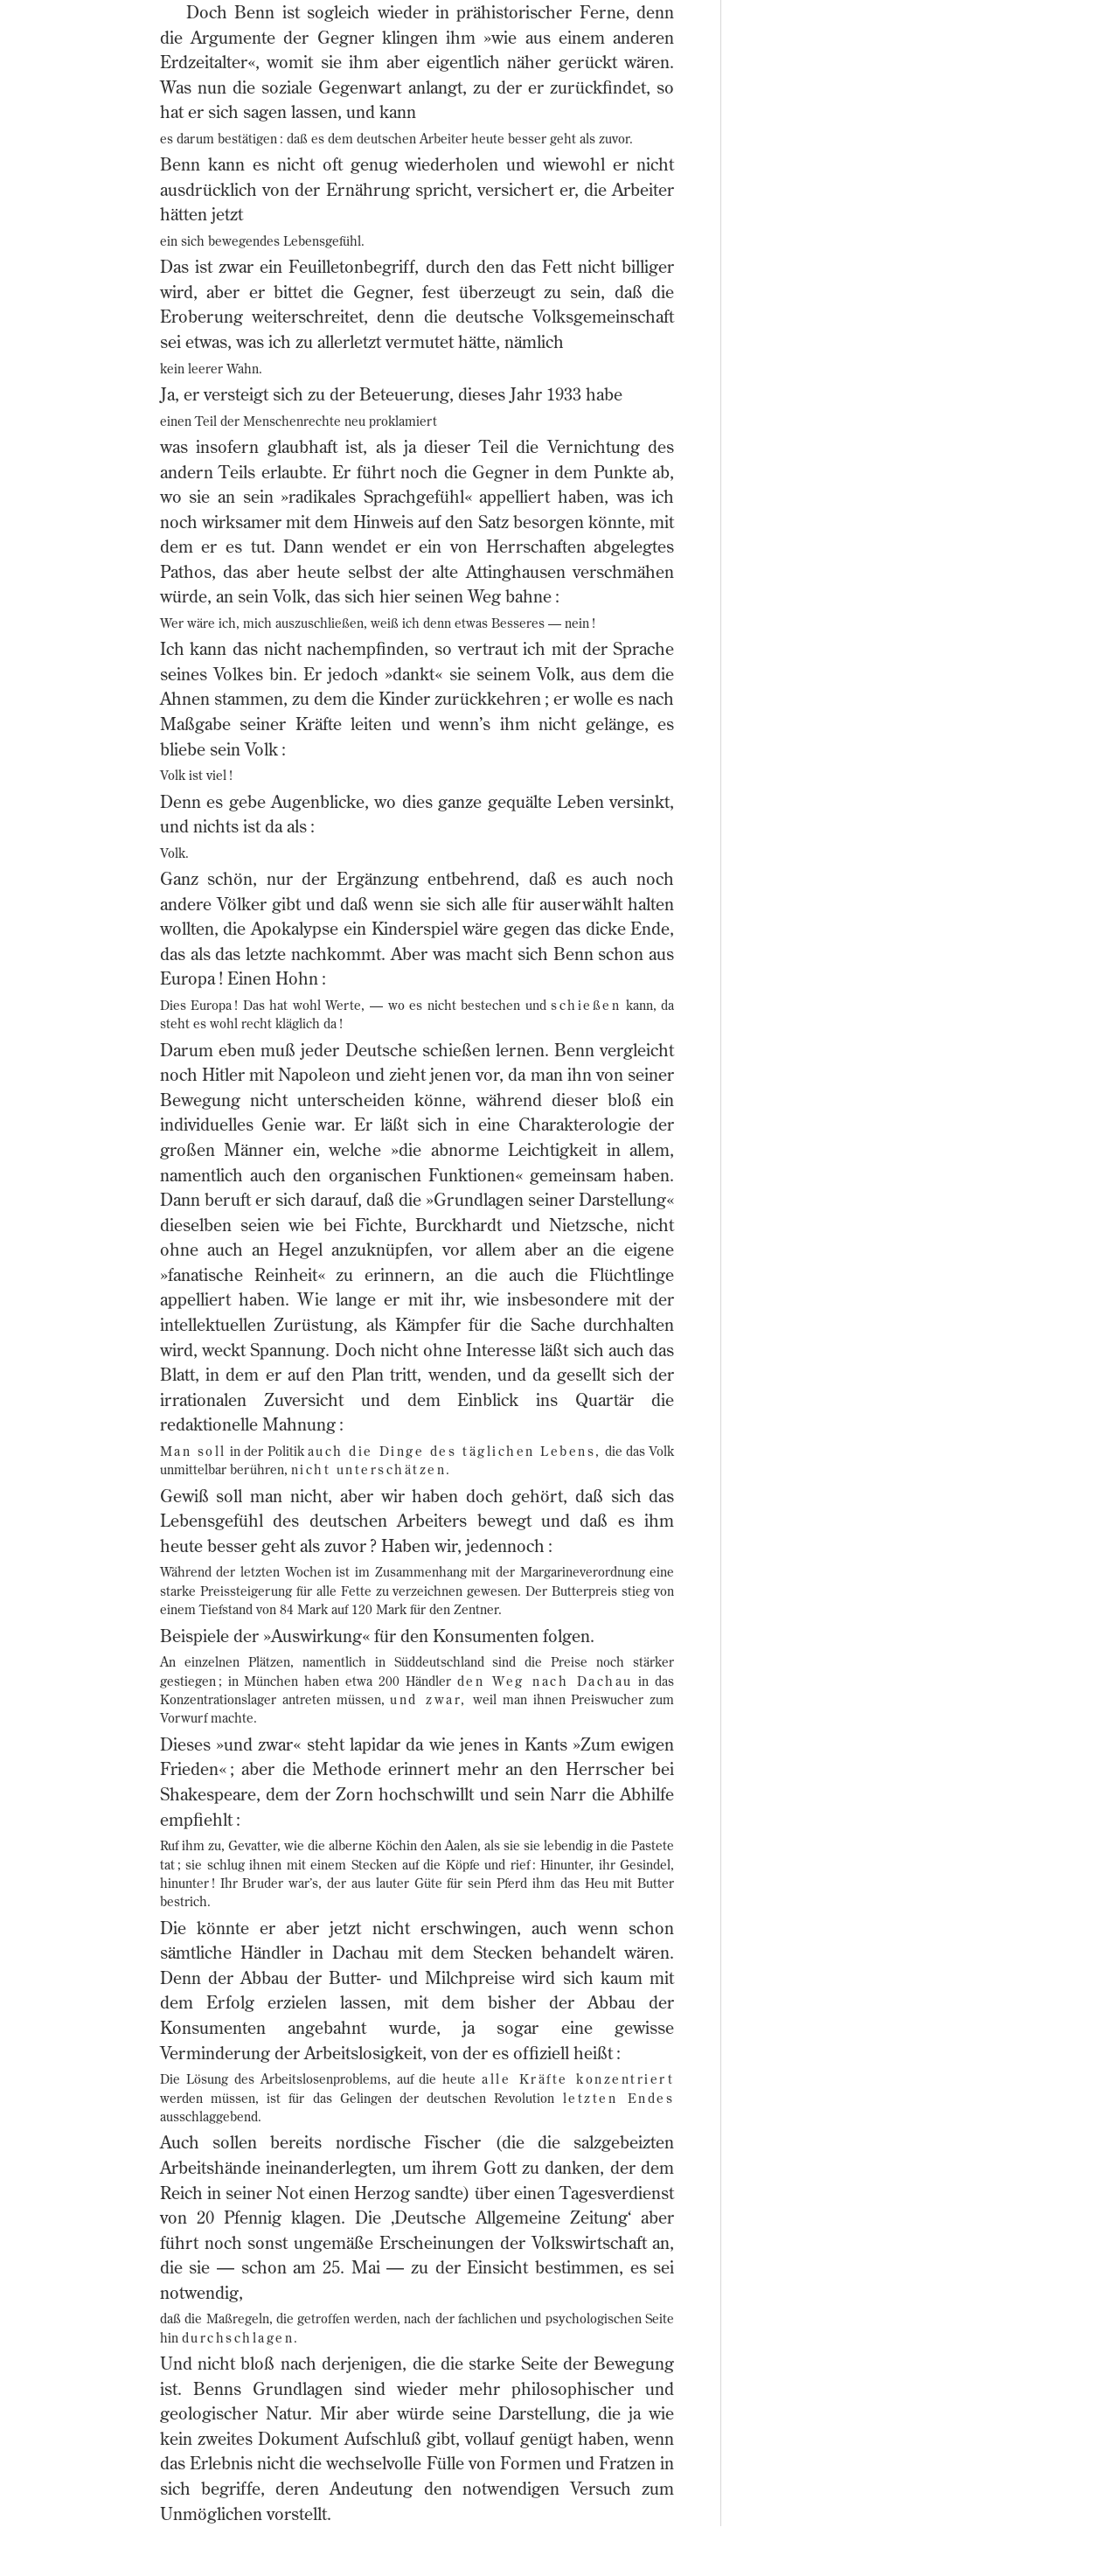 Doch Benn ist sogleich wieder in prähistorischer Ferne, denn
die Argumente der Gegner klingen ihm »wie aus einem anderen
Erdzeitalter«, womit sie ihm aber eigentlich näher gerückt wären.
Was nun die soziale Gegenwart anlangt, zu der er zurückfindet, so
hat er sich sagen lassen, und kann
es darum bestätigen : daß es dem deutschen Arbeiter heute besser geht als zuvor.
Benn kann es nicht oft genug wiederholen und wiewohl er nicht
ausdrücklich von der Ernährung spricht, versichert er, die Arbeiter
hätten jetzt
ein sich bewegendes Lebensgefühl.
Das ist zwar ein Feuilletonbegriff, durch den das Fett nicht billiger
wird, aber er bittet die Gegner, fest überzeugt zu sein, daß die
Eroberung weiterschreitet, denn die deutsche Volksgemeinschaft
sei etwas, was ich zu allerletzt vermutet hätte, nämlich
kein leerer Wahn.
Ja, er versteigt sich zu der Beteuerung, dieses Jahr 1933 habe
einen Teil der Menschenrechte neu proklamiert
was insofern glaubhaft ist, als ja dieser Teil die Vernichtung des
andern Teils erlaubte. Er führt noch die Gegner in dem Punkte ab,
wo sie an sein »radikales Sprachgefühl« appelliert haben, was ich
noch wirksamer mit dem Hinweis auf den Satz besorgen könnte, mit
dem er es tut. Dann wendet er ein von Herrschaften abgelegtes
Pathos, das aber heute selbst der alte Attinghausen verschmähen
würde, an sein Volk, das sich hier seinen Weg bahne :
Wer wäre ich, mich auszuschließen, weiß ich denn etwas Besseres — nein !
Ich kann das nicht nachempfinden, so vertraut ich mit der Sprache
seines Volkes bin. Er jedoch »dankt« sie seinem Volk, aus dem die
Ahnen stammen, zu dem die Kinder zurückkehren ; er wolle es nach
Maßgabe seiner Kräfte leiten und wenn’s ihm nicht gelänge, es
bliebe sein Volk :
Volk ist viel !
Denn es gebe Augenblicke, wo dies ganze gequälte Leben versinkt,
und nichts ist da als :
Volk.
Ganz schön, nur der Ergänzung entbehrend, daß es auch noch
andere Völker gibt und daß wenn sie sich alle für auserwählt halten
wollten, die Apokalypse ein Kinderspiel wäre gegen das dicke Ende,
das als das letzte nachkommt. Aber was macht sich Benn schon aus
Europa ! Einen Hohn :
Dies Europa ! Das hat wohl Werte, — wo es nicht bestechen und schießen kann, da
steht es wohl recht kläglich da !
Darum eben muß jeder Deutsche schießen lernen. Benn vergleicht
noch Hitler mit Napoleon und zieht jenen vor, da man ihn von seiner
Bewegung nicht unterscheiden könne, während dieser bloß ein
individuelles Genie war. Er läßt sich in eine Charakterologie der
großen Männer ein, welche »die abnorme Leichtigkeit in allem,
namentlich auch den organischen Funktionen« gemeinsam haben.
Dann beruft er sich darauf, daß die »Grundlagen seiner Darstellung«
dieselben seien wie bei Fichte, Burckhardt und Nietzsche, nicht
ohne auch an Hegel anzuknüpfen, vor allem aber an die eigene
»fanatische Reinheit« zu erinnern, an die auch die Flüchtlinge
appelliert haben. Wie lange er mit ihr, wie insbesondere mit der
intellektuellen Zurüstung, als Kämpfer für die Sache durchhalten
wird, weckt Spannung. Doch nicht ohne Interesse läßt sich auch das
Blatt, in dem er auf den Plan tritt, wenden, und da gesellt sich der
irrationalen Zuversicht und dem Einblick ins Quartär die
redaktionelle Mahnung :
Man soll in der Politik auch die Dinge des täglichen Lebens, die das Volk
unmittelbar berühren, nicht unterschätzen.
Gewiß soll man nicht, aber wir haben doch gehört, daß sich das
Lebensgefühl des deutschen Arbeiters bewegt und daß es ihm
heute besser geht als zuvor ? Haben wir, jedennoch :
Während der letzten Wochen ist im Zusammenhang mit der Margarineverordnung eine
starke Preissteigerung für alle Fette zu verzeichnen gewesen. Der Butterpreis stieg von
einem Tiefstand von 84 Mark auf 120 Mark für den Zentner.
Beispiele der »Auswirkung« für den Konsumenten folgen.
An einzelnen Plätzen, namentlich in Süddeutschland sind die Preise noch stärker
gestiegen ; in München haben etwa 200 Händler den Weg nach Dachau in das
Konzentrationslager antreten müssen, und zwar, weil man ihnen Preiswucher zum
Vorwurf machte.
Dieses »und zwar« steht lapidar da wie jenes in Kants »Zum ewigen
Frieden« ; aber die Methode erinnert mehr an den Herrscher bei
Shakespeare, dem der Zorn hochschwillt und sein Narr die Abhilfe
empfiehlt :
Ruf ihm zu, Gevatter, wie die alberne Köchin den Aalen, als sie sie lebendig in die Pastete
tat ; sie schlug ihnen mit einem Stecken auf die Köpfe und rief : Hinunter, ihr Gesindel,
hinunter ! Ihr Bruder war’s, der aus lauter Güte für sein Pferd ihm das Heu mit Butter
bestrich.
Die könnte er aber jetzt nicht erschwingen, auch wenn schon
sämtliche Händler in Dachau mit dem Stecken behandelt wären.
Denn der Abbau der Butter- und Milchpreise wird sich kaum mit
dem Erfolg erzielen lassen, mit dem bisher der Abbau der
Konsumenten angebahnt wurde, ja sogar eine gewisse
Verminderung der Arbeitslosigkeit, von der es offiziell heißt :
Die Lösung des Arbeitslosenproblems, auf die heute alle Kräfte konzentriert
werden müssen, ist für das Gelingen der deutschen Revolution letzten Endes
ausschlaggebend.
Auch sollen bereits nordische Fischer (die die salzgebeizten
Arbeitshände ineinanderlegten, um ihrem Gott zu danken, der dem
Reich in seiner Not einen Herzog sandte) über einen Tagesverdienst
von 20 Pfennig klagen. Die ‚Deutsche Allgemeine Zeitung‘ aber
führt noch sonst ungemäße Erscheinungen der Volkswirtschaft an,
die sie — schon am 25. Mai — zu der Einsicht bestimmen, es sei
notwendig,
daß die Maßregeln, die getroffen werden, nach der fachlichen und psychologischen Seite
hin durchschlagen.
Und nicht bloß nach derjenigen, die die starke Seite der Bewegung
ist. Benns Grundlagen sind wieder mehr philosophischer und
geologischer Natur. Mir aber würde seine Darstellung, die ja wie
kein zweites Dokument Aufschluß gibt, vollauf genügt haben, wenn
das Erlebnis nicht die wechselvolle Fülle von Formen und Fratzen in
sich begriffe, deren Andeutung den notwendigen Versuch zum
Unmöglichen vorstellt.